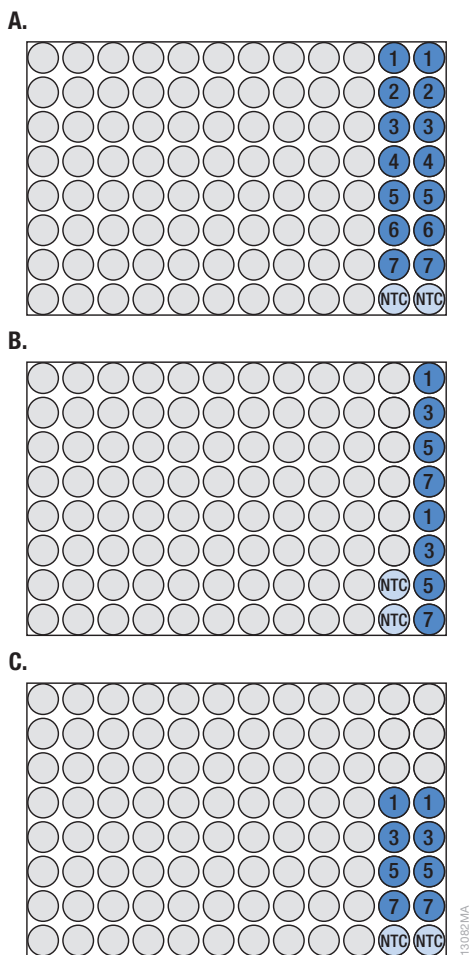 A.
1 1
2 2
3 3
4 4
5 5
6 6
7 7
NTC NTC
B.
1
3
5
7
1
3
NTC 5
NTC 7
C.
1 1
3 3
5 5
7 7
NTC NTC
13082MA